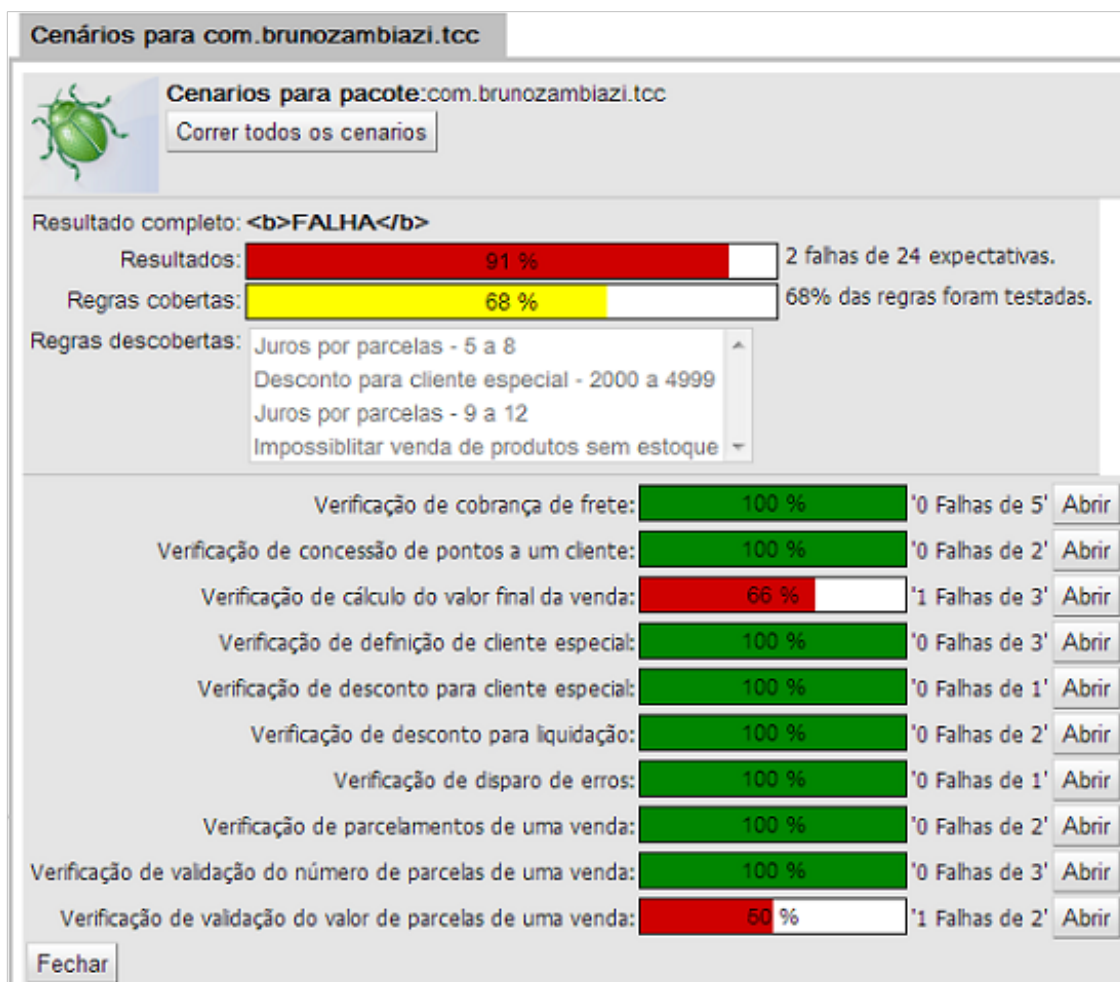 Cenários para com.brunozambiazi.tcc
Cenarios para pacote:com.brunozambiazi.tcc
Correr todos os cenarios
Resultado completo: <b>FALHA</b>
Resultados: 91 % 2 falhas de 24 expectativas.
Regras cobertas: 68 % 68% das regras foram testadas.
Regras descobertas: Juros por parcelas - 5 a 8
Desconto para cliente especial - 2000 a 4999
Juros por parcelas - 9 a 12
Impossiblitar venda de produtos sem estoque
Verificação de cobrança de frete: 100 % '0 Falhas de 5' Abrir
Verificação de concessão de pontos a um cliente: 100 % '0 Falhas de 2' Abrir
Verificação de cálculo do valor final da venda: 66 % '1 Falhas de 3' Abrir
Verificação de definição de cliente especial: 100 % '0 Falhas de 3' Abrir
Verificação de desconto para cliente especial: 100 % '0 Falhas de 1' Abrir
Verificação de desconto para liquidação: 100 % '0 Falhas de 2' Abrir
Verificação de disparo de erros: 100 % '0 Falhas de 1' Abrir
Verificação de parcelamentos de uma venda: 100 % '0 Falhas de 2' Abrir
Verificação de validação do número de parcelas de uma venda: 100 % '0 Falhas de 3' Abrir
Verificação de validação do valor de parcelas de uma venda: 50 % '1 Falhas de 2' Abrir
Fechar